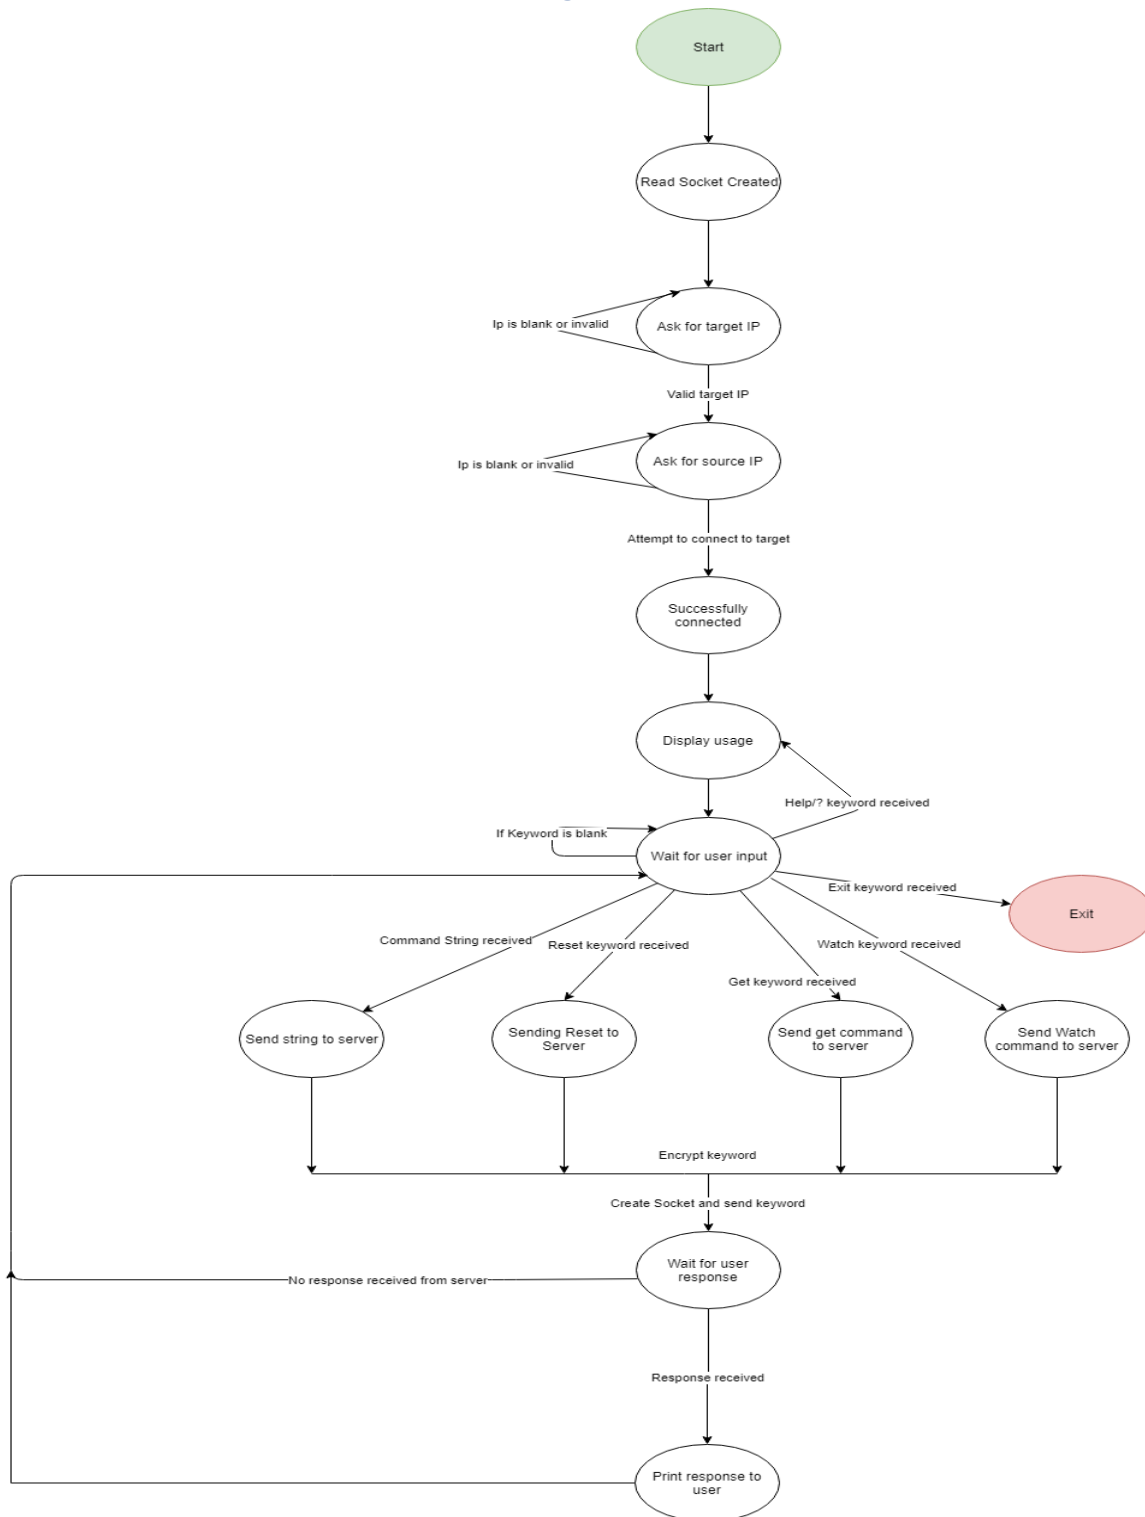 Start
Read Socket Created
Ip is blank or invalid
Ask for target IP
Valid target IP
Ip is blank or invalid
Ask for source IP
Attempt to connect to target
Successfully
connected
Display usage
Help/? keyword received
If Keyword is blank
Wait for user input
Exit keyword received
Exit
Command String received
Reset keyword received
Watch keyword received
Get keyword received
Send string to server
Sending Reset to
Server
Send get command
to server
Send Watch
command to server
Encrypt keyword
Create Socket and send keyword
Wait for user
response
No response received from server
Response received
Print response to
user